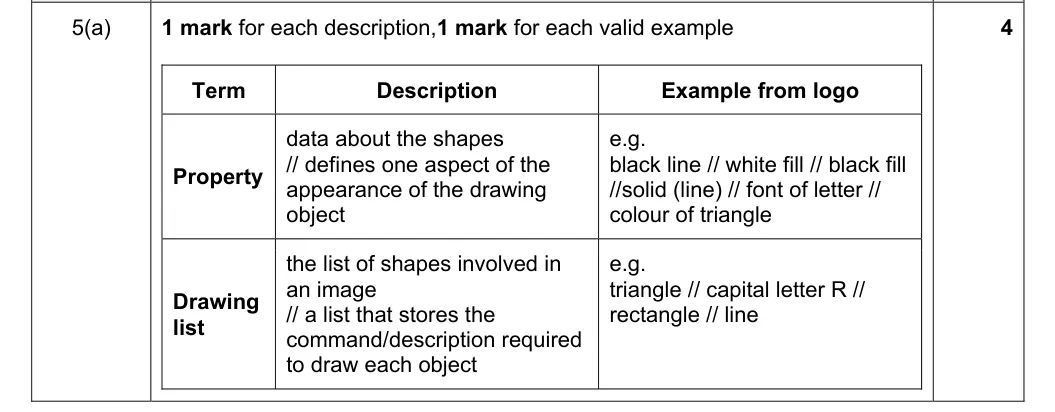 5(a)
1 mark for each description,1 mark for each valid example
4
Term
Description
Example from logo
Property
data about the shapes
// defines one aspect of the
appearance of the drawing
object
e.g.
black line // white fill // black fill
//solid (line) // font of letter //
colour of triangle
Drawing
list
the list of shapes involved in
an image
// a list that stores the
command/description required
to draw each object
e.g.
triangle // capital letter R //
rectangle // line